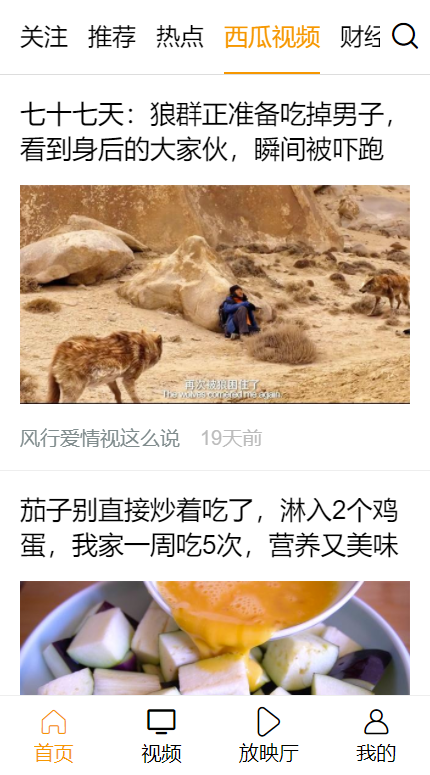 关注 推荐 热点 西瓜视频 财经
七十七天：狼群正准备吃掉男子，
看到身后的大家伙，瞬间被吓跑
再次被狼困住了
The wolves cornered me again
风行爱情视这么说 19天前
茄子别直接炒着吃了，淋入2个鸡
蛋，我家一周吃5次，营养又美味
首页 视频 放映厅 我的